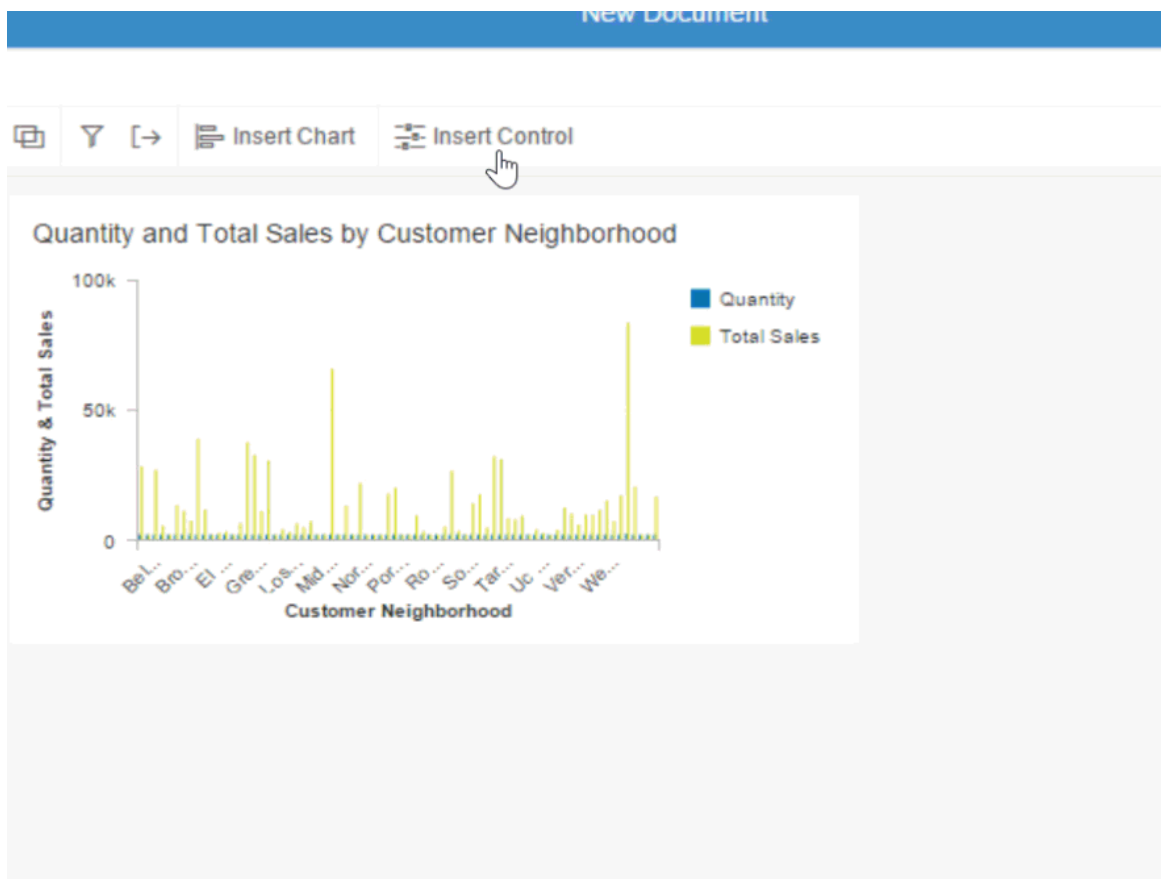 New Document
Insert Chart
Insert Control
Quantity and Total Sales by Customer Neighborhood
100k
50k
0
Quantity & Total Sales
Quantity
Total Sales
Bel... Bro... El ... Gre... Los... Mid... Nor... Por... Ro... So... Tar... Uc ... Ver... We...
Customer Neighborhood